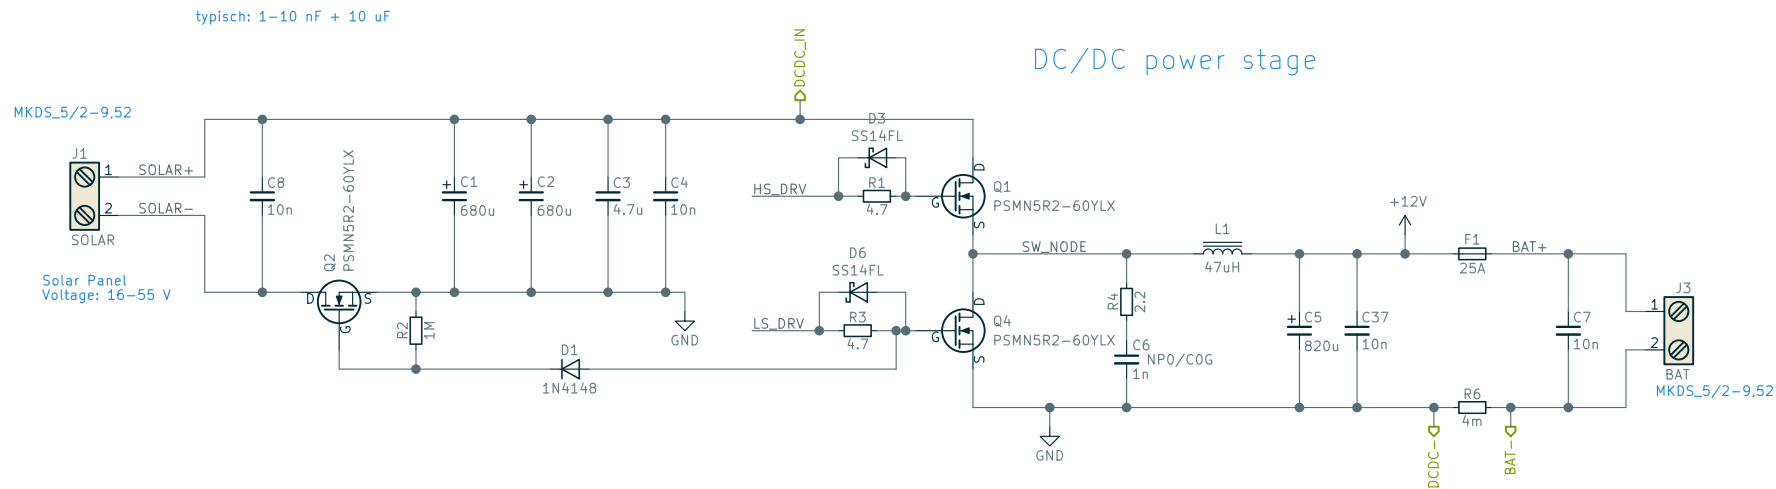 typisch: 1-10 nF + 10 uF
DC/DC power stage
DCDC_IN
MKDS_5/2-9,52
J1
1
SOLAR+
2
SOLAR-
SOLAR
Solar Panel
Voltage: 16-55 V
C8
10n
Q2
PSMN5R2-60YLX
D
S
G
R2
1M
C1
680u
C2
680u
C3
4.7u
C4
10n
GND
D1
1N4148
D3
SS14FL
HS_DRV
R1
4.7
D
G
S
Q1
PSMN5R2-60YLX
D6
SS14FL
LS_DRV
R3
4.7
D
G
S
Q4
PSMN5R2-60YLX
SW_NODE
R4
2.2
C6
NP0/C0G
1n
GND
L1
47uH
C5
820u
C37
10n
+12V
F1
25A
BAT+
C7
10n
R6
4m
DCDC-
BAT-
J3
1
2
BAT
MKDS_5/2-9,52